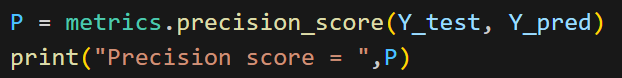 P = metrics.precision_score(Y_test, Y_pred)
print("Precision score = ",P)